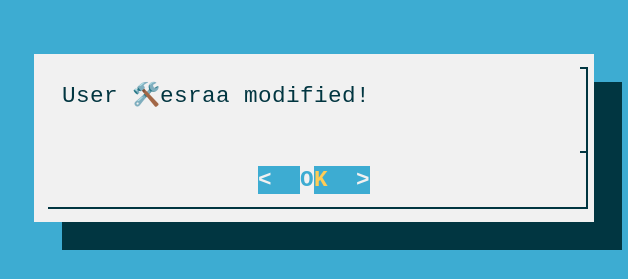 User 🛠️esraa modified!
<  OK  >